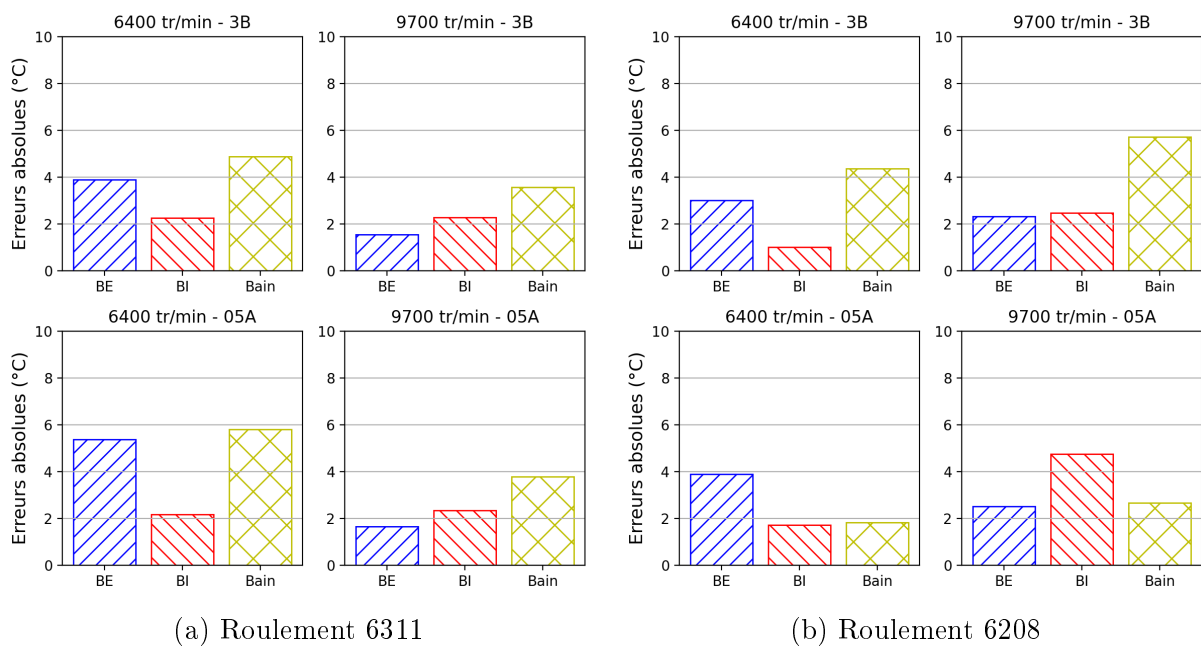 6400 tr/min - 3B
9700 tr/min - 3B
6400 tr/min - 3B
9700 tr/min - 3B
Erreurs absolues (°C)
10
8
6
4
2
0
BE BI Bain
10
8
6
4
2
0
BE BI Bain
Erreurs absolues (°C)
10
8
6
4
2
0
BE BI Bain
10
8
6
4
2
0
BE BI Bain
6400 tr/min - 05A
9700 tr/min - 05A
6400 tr/min - 05A
9700 tr/min - 05A
Erreurs absolues (°C)
10
8
6
4
2
0
BE BI Bain
10
8
6
4
2
0
BE BI Bain
Erreurs absolues (°C)
10
8
6
4
2
0
BE BI Bain
10
8
6
4
2
0
BE BI Bain
(a) Roulement 6311
(b) Roulement 6208